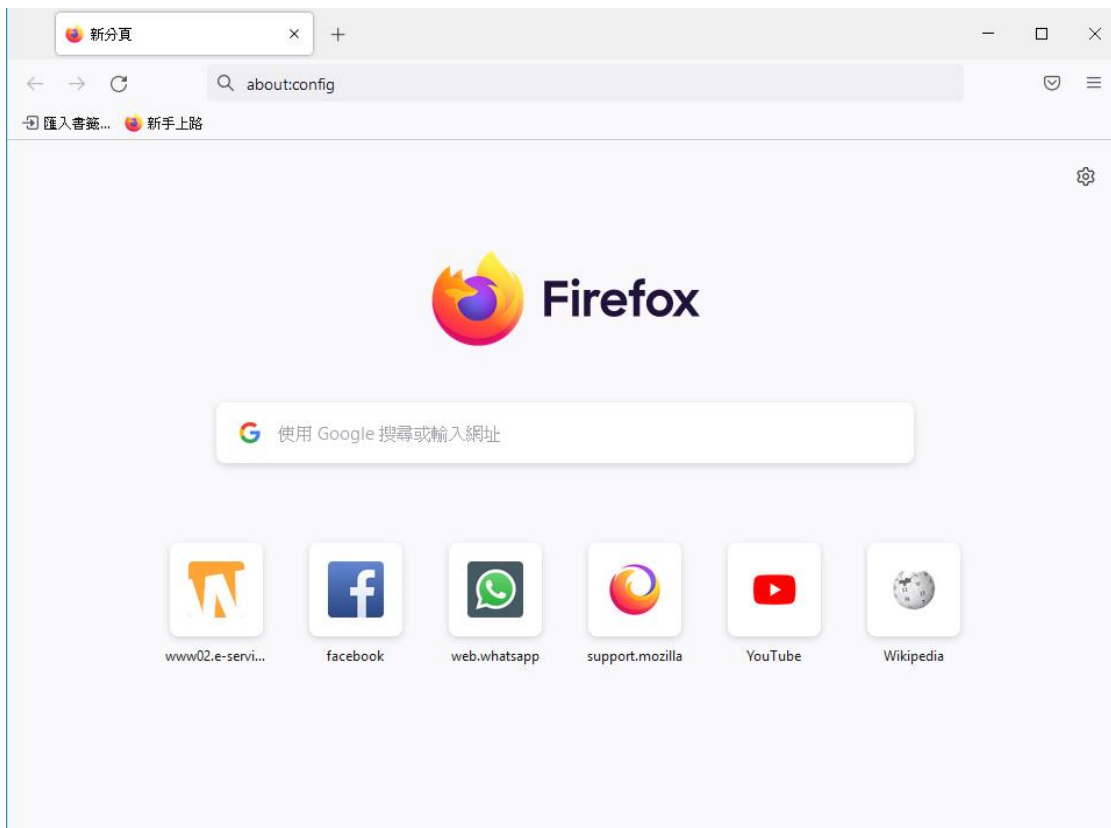 新分頁
about:config
匯入書籤... 新手上路
Firefox
使用 Google 搜尋或輸入網址
www02.e-servi... facebook web.whatsapp support.mozilla YouTube Wikipedia